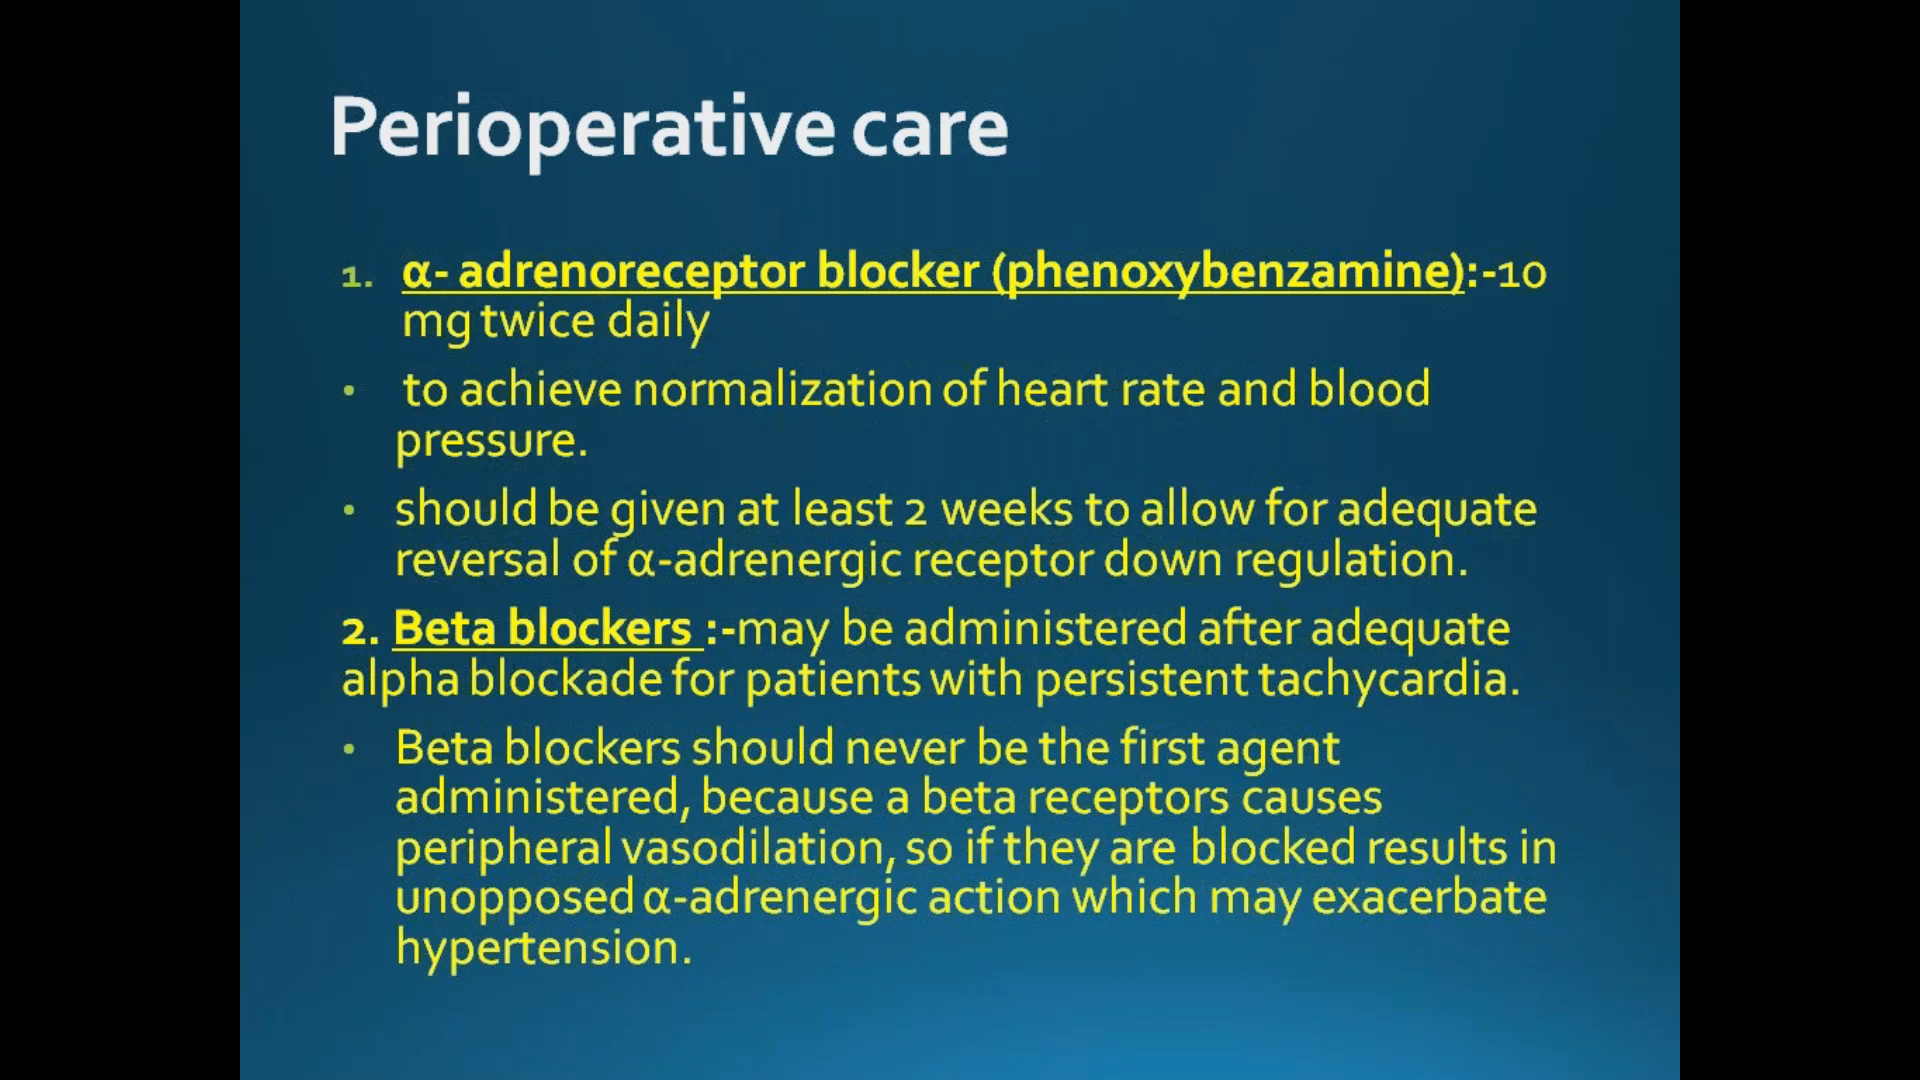 Perioperative care
1. α- adrenoreceptor blocker (phenoxybenzamine):-10
mg twice daily
• to achieve normalization of heart rate and blood
pressure.
• should be given at least 2 weeks to allow for adequate
reversal of α-adrenergic receptor down regulation.
2. Beta blockers :-may be administered after adequate
alpha blockade for patients with persistent tachycardia.
• Beta blockers should never be the first agent
administered, because a beta receptors causes
peripheral vasodilation, so if they are blocked results in
unopposed α-adrenergic action which may exacerbate
hypertension.